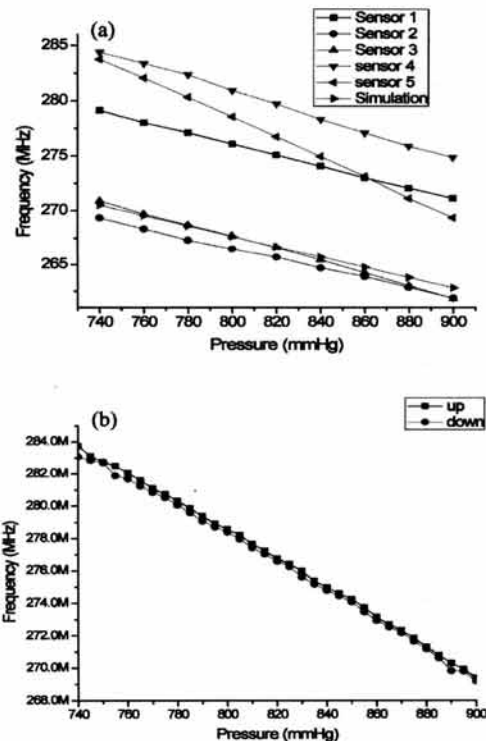 (a)
Sensor 1
Sensor 2
Sensor 3
sensor 4
sensor 5
Simulation
285
280
275
270
265
Frequency (MHz)
740 760 780 800 820 840 860 880 900
Pressure (mmHg)
(b)
up
down
284.0M
282.0M
280.0M
278.0M
276.0M
274.0M
272.0M
270.0M
268.0M
Frequency (MHz)
740 760 780 800 820 840 860 880 900
Pressure (mmHg)